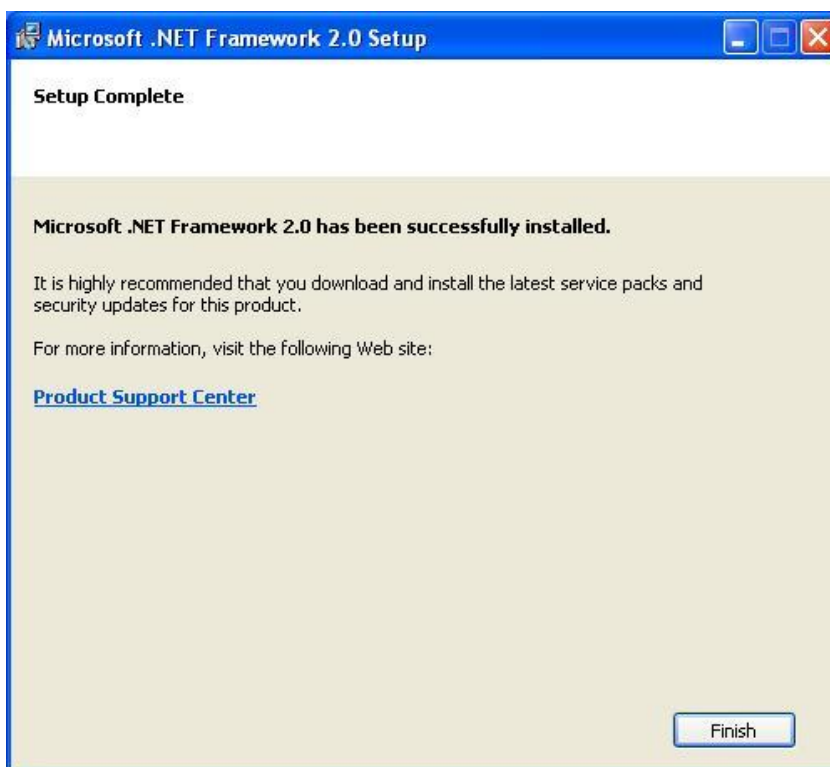 Microsoft .NET Framework 2.0 Setup
Setup Complete
Microsoft .NET Framework 2.0 has been successfully installed.
It is highly recommended that you download and install the latest service packs and
security updates for this product.
For more information, visit the following Web site:
Product Support Center
Finish